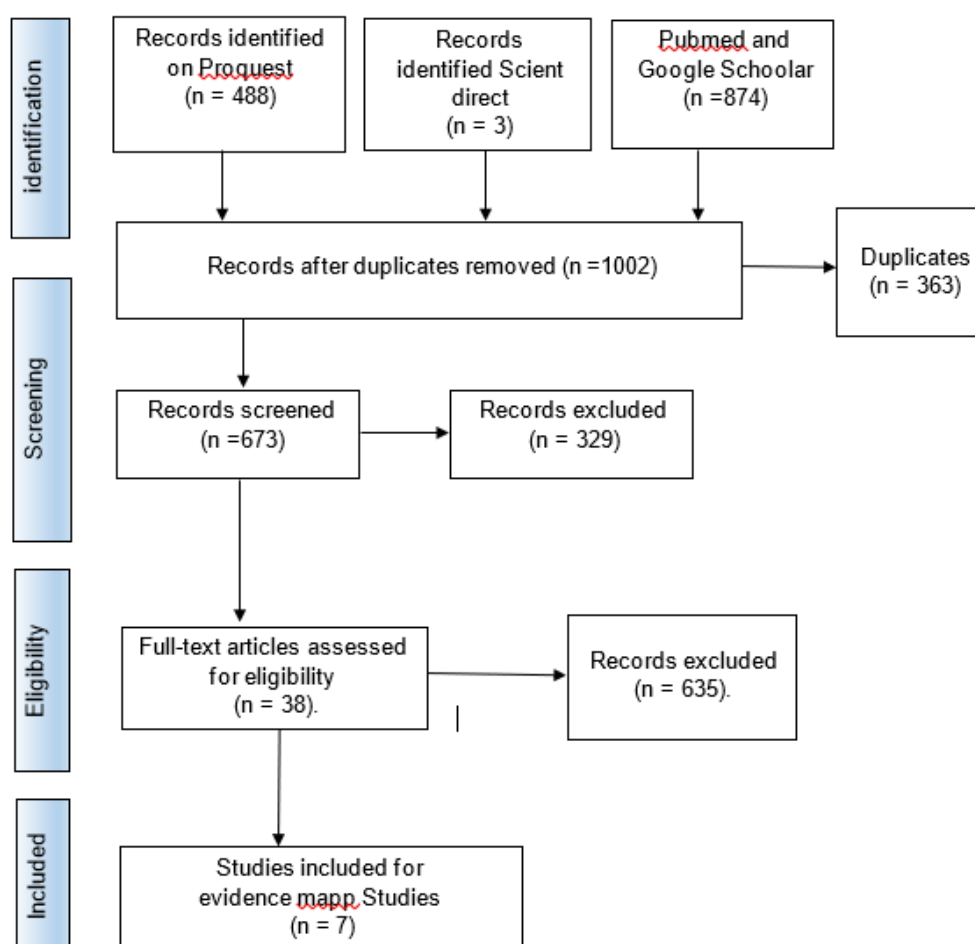 identification
Records identified
on Proquest
(n = 488)
Records
identified Scient
direct
(n = 3)
Pubmed and
Google Schoolar
(n =874)
Records after duplicates removed (n =1002)
Duplicates
(n = 363)
Screening
Records screened
(n =673)
Records excluded
(n = 329)
Eligibility
Full-text articles assessed
for eligibility
(n = 38).
Records excluded
(n = 635).
Included
Studies included for
evidence mapp Studies
(n = 7)